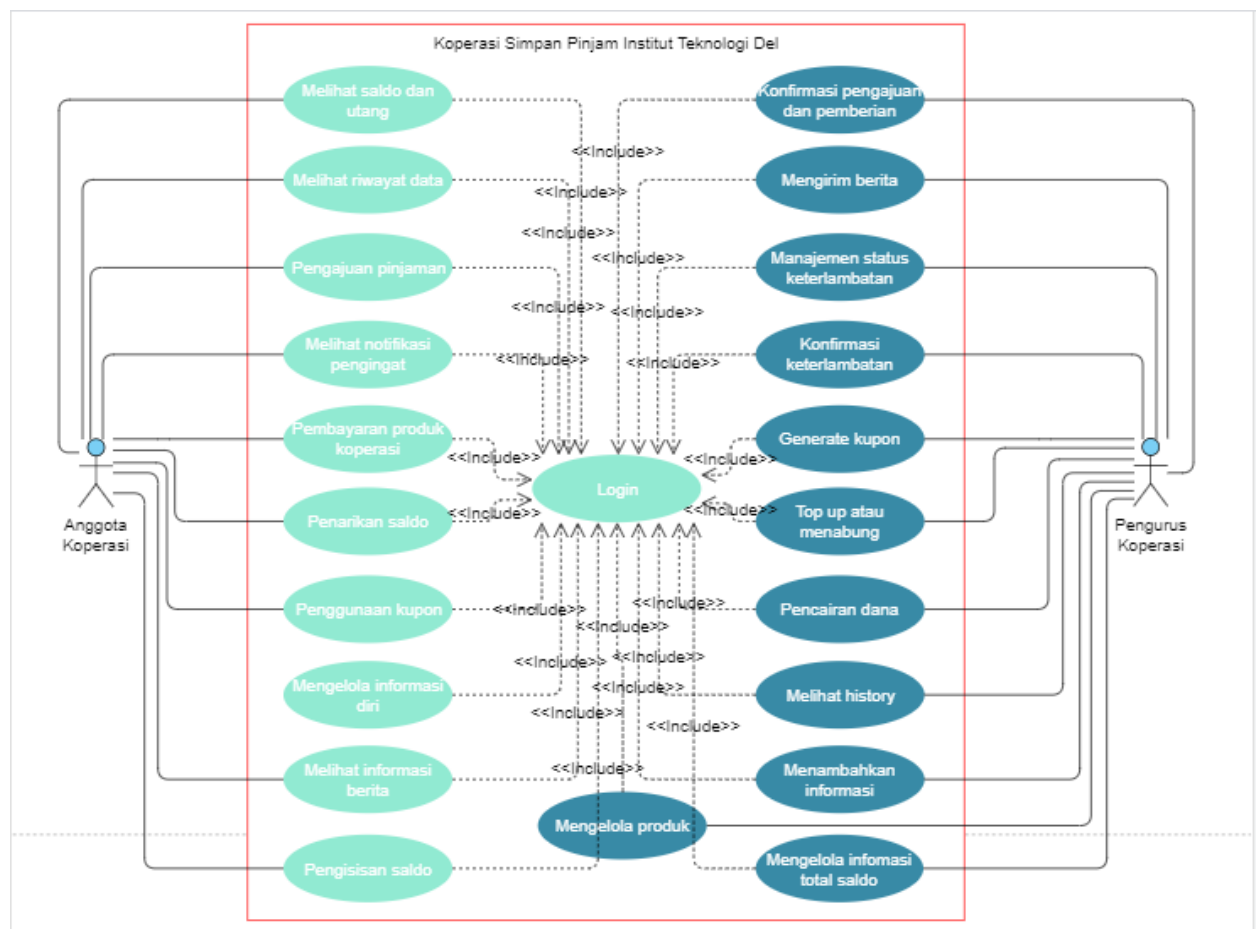 Koperasi Simpan Pinjam Institut Teknologi Del
Melihat saldo dan
utang
Konfirmasi pengajuan
dan pemberian
<<Include>>
Melihat riwayat data
<<Include>>
Mengirim berita
<<Include>>
Pengajuan pinjaman
<<Include>>
Manajemen status
keterlambatan
<<Include>>
<<Include>>
Melihat notifikasi
pengingat
<<Include>>
<<Include>>
Konfirmasi
keterlambatan
Pembayaran produk
koperasi
<<Include>>
<<Include>>
Generate kupon
Login
Anggota
Koperasi
Pengurus
Koperasi
Penarikan saldo
<<Include>>
<<Include>>
Top up atau
menabung
Penggunaan kupon
<<Include>>
<<Include>>
Pencairan dana
<<Include>>
<<Include>>
<<Include>>
Mengelola informasi
diri
<<Include>>
Melihat history
<<Include>>
<<Include>>
Melihat informasi
berita
<<Include>>
Menambahkan
informasi
Mengelola produk
Pengisisan saldo
Mengelola infomasi
total saldo